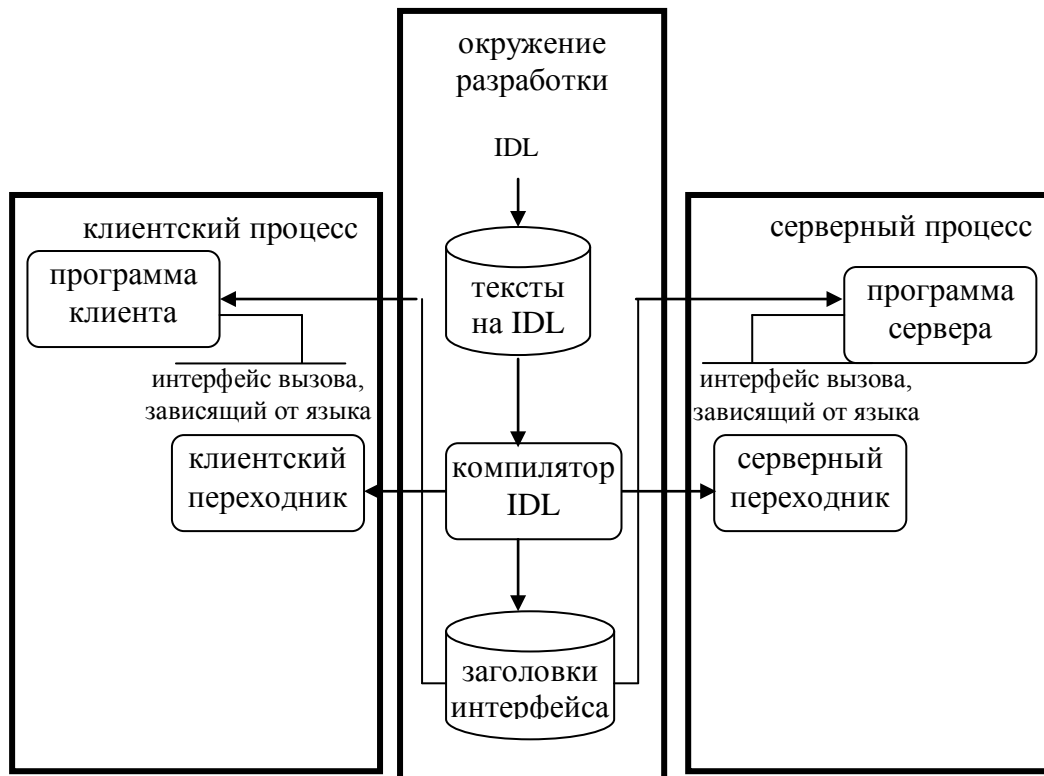 окружение
разработки
IDL
клиентский процесс
программа
клиента
интерфейс вызова,
зависящий от языка
клиентский
переходник
тексты
на IDL
компилятор
IDL
заголовки
интерфейса
серверный процесс
программа
сервера
интерфейс вызова,
зависящий от языка
серверный
переходник